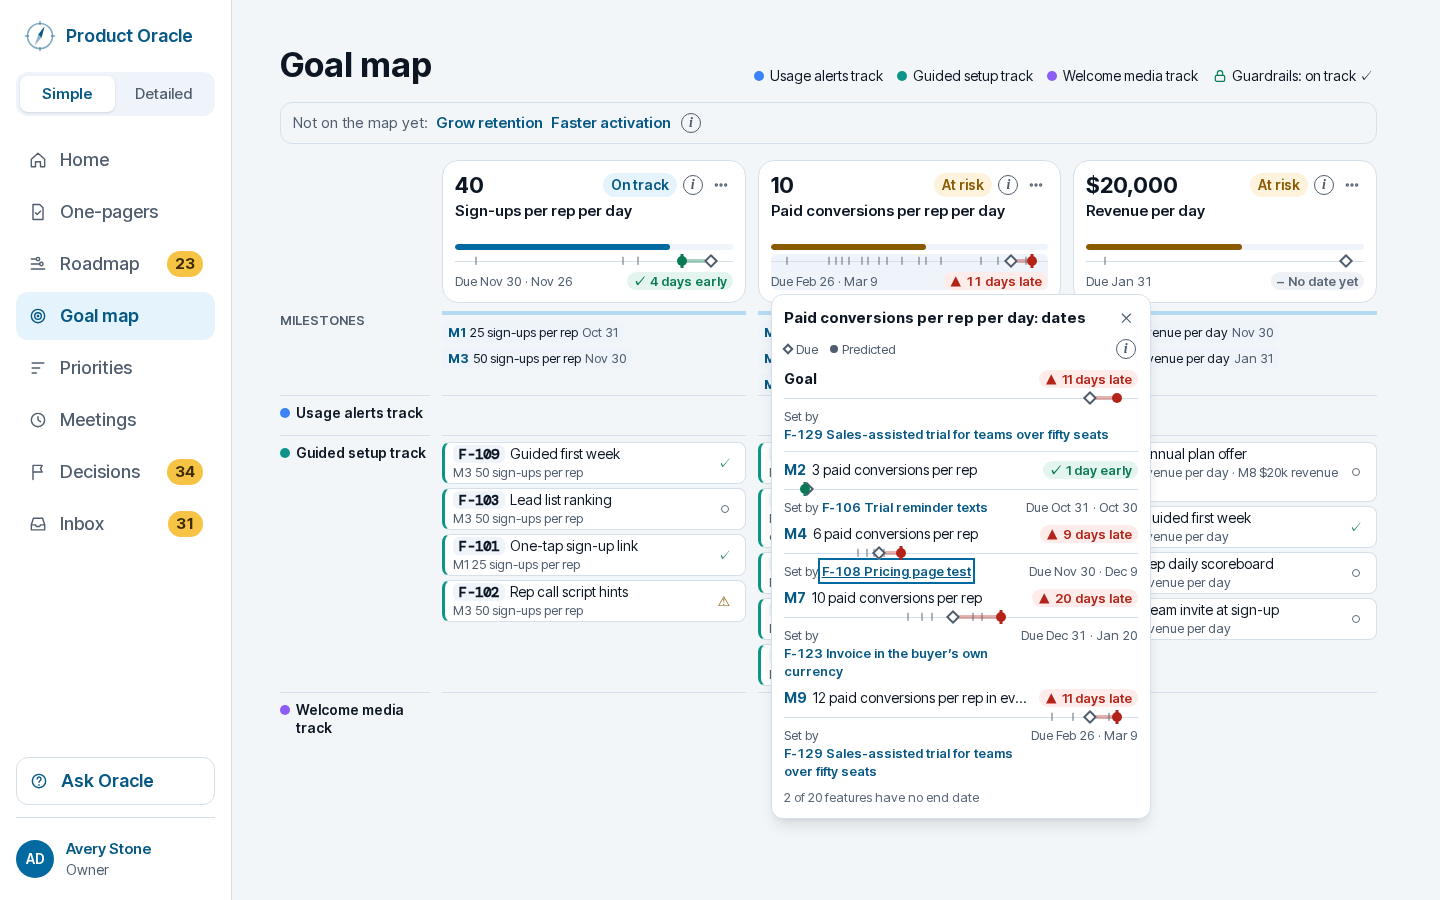 Product Oracle
Simple
Detailed
Home
One-pagers
Roadmap
23
Goal map
Priorities
Meetings
Decisions
34
Inbox
31
Ask Oracle
AD
Avery Stone
Owner
Goal map
Usage alerts track
Guided setup track
Welcome media track
Guardrails: on track ✓
Not on the map yet: Grow retention Faster activation i
40
On track
i
Sign-ups per rep per day
Due Nov 30 · Nov 26
✓ 4 days early
10
At risk
i
Paid conversions per rep per day
Due Feb 26 · Mar 9
▲ 11 days late
$20,000
At risk
i
Revenue per day
Due Jan 31
– No date yet
MILESTONES
M1 25 sign-ups per rep Oct 31
M3 50 sign-ups per rep Nov 30
enue per day Nov 30
venue per day Jan 31
Usage alerts track
Guided setup track
F-109 Guided first week
M3 50 sign-ups per rep
✓
F-103 Lead list ranking
M3 50 sign-ups per rep
F-101 One-tap sign-up link
M1 25 sign-ups per rep
✓
F-102 Rep call script hints
M3 50 sign-ups per rep
⚠
nnual plan offer
venue per day · M8 $20k revenue
uided first week
venue per day
✓
ep daily scoreboard
venue per day
eam invite at sign-up
venue per day
Welcome media
track
Paid conversions per rep per day: dates
Due
Predicted
i
Goal
▲ 11 days late
Set by
F-129 Sales-assisted trial for teams over fifty seats
M2 3 paid conversions per rep
✓ 1 day early
Set by F-106 Trial reminder texts
Due Oct 31 · Oct 30
M4 6 paid conversions per rep
▲ 9 days late
Set by F-108 Pricing page test
Due Nov 30 · Dec 9
M7 10 paid conversions per rep
▲ 20 days late
Set by
Due Dec 31 · Jan 20
F-123 Invoice in the buyer’s own
currency
M9 12 paid conversions per rep in ev…
▲ 11 days late
Set by
Due Feb 26 · Mar 9
F-129 Sales-assisted trial for teams
over fifty seats
2 of 20 features have no end date